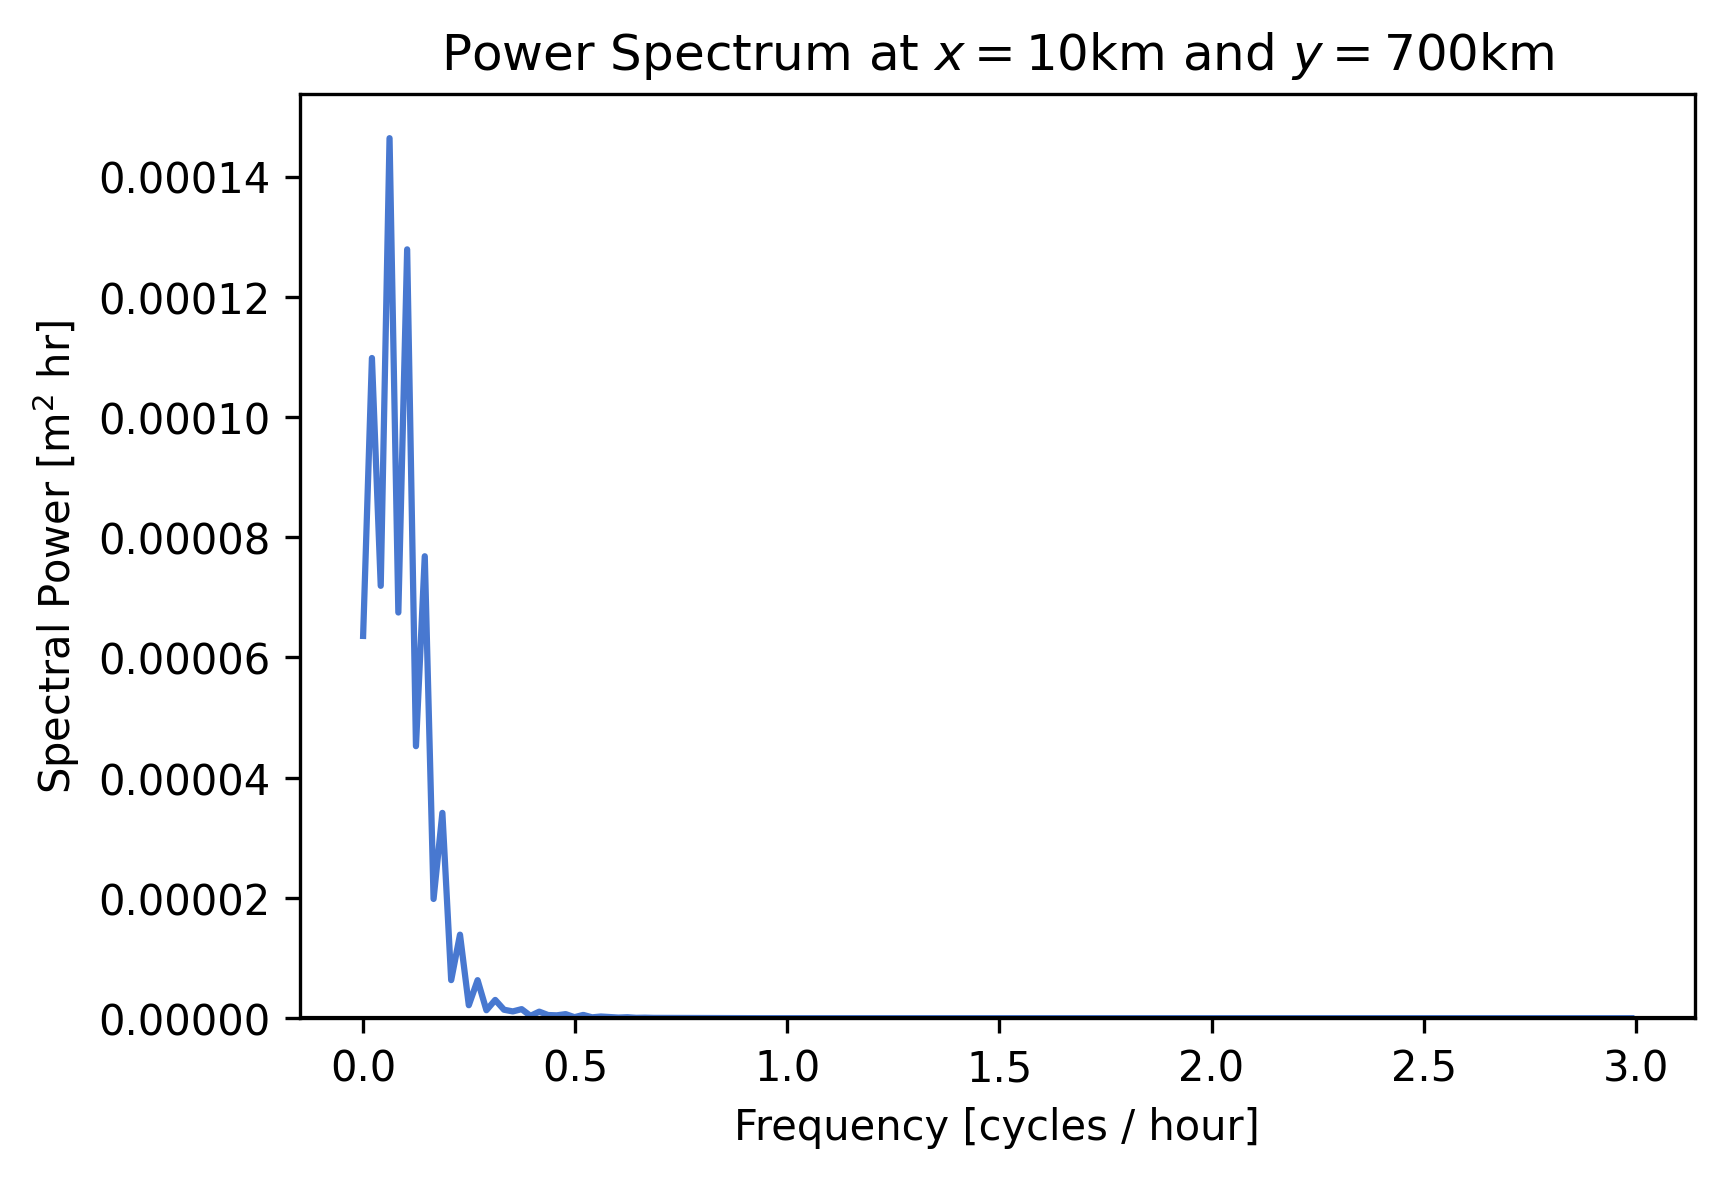 Power Spectrum at x = 10km and y = 700km
0.00014
0.00012
0.00010
0.00008
0.00006
0.00004
0.00002
0.00000
Spectral Power [m² hr]
0.0 0.5 1.0 1.5 2.0 2.5 3.0
Frequency [cycles / hour]